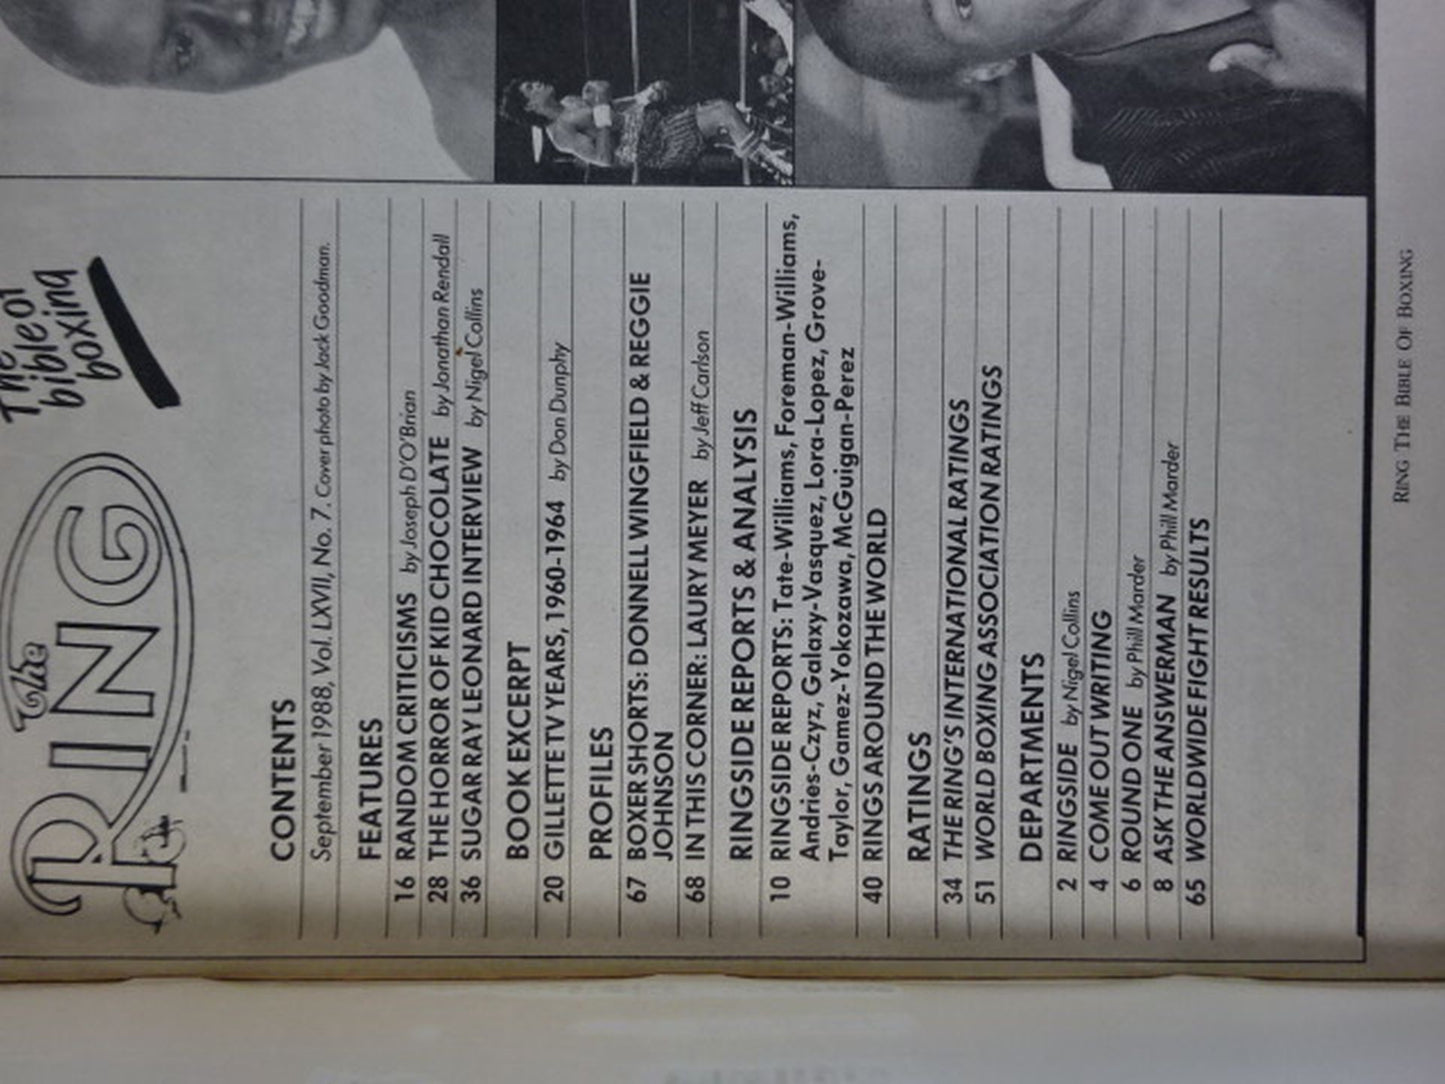 The RING
The
bible of
boxing
CONTENTS
September 1988, Vol. LXVII, No. 7. Cover photo by Jack Goodman.
FEATURES
16 RANDOM CRITICISMS by Joseph D'O'Brian
28 THE HORROR OF KID CHOCOLATE by Jonathan Rendall
36 SUGAR RAY LEONARD INTERVIEW by Nigel Collins
BOOK EXCERPT
20 GILLETTE TV YEARS, 1960-1964 by Don Dunphy
PROFILES
67 BOXER SHORTS: DONNELL WINGFIELD & REGGIE
JOHNSON
68 IN THIS CORNER: LAURY MEYER by Jeff Carlson
RINGSIDE REPORTS & ANALYSIS
10 RINGSIDE REPORTS: Tate-Williams, Foreman-Williams,
Andries-Czyz, Galaxy-Vasquez, Lora-Lopez, Grove-
Taylor, Gamez-Yokozawa, McGuigan-Perez
40 RINGS AROUND THE WORLD
RATINGS
34 THE RING'S INTERNATIONAL RATINGS
51 WORLD BOXING ASSOCIATION RATINGS
DEPARTMENTS
2 RINGSIDE by Nigel Collins
4 COME OUT WRITING
6 ROUND ONE by Phill Marder
8 ASK THE ANSWERMAN by Phill Marder
65 WORLDWIDE FIGHT RESULTS
RING THE BIBLE OF BOXING